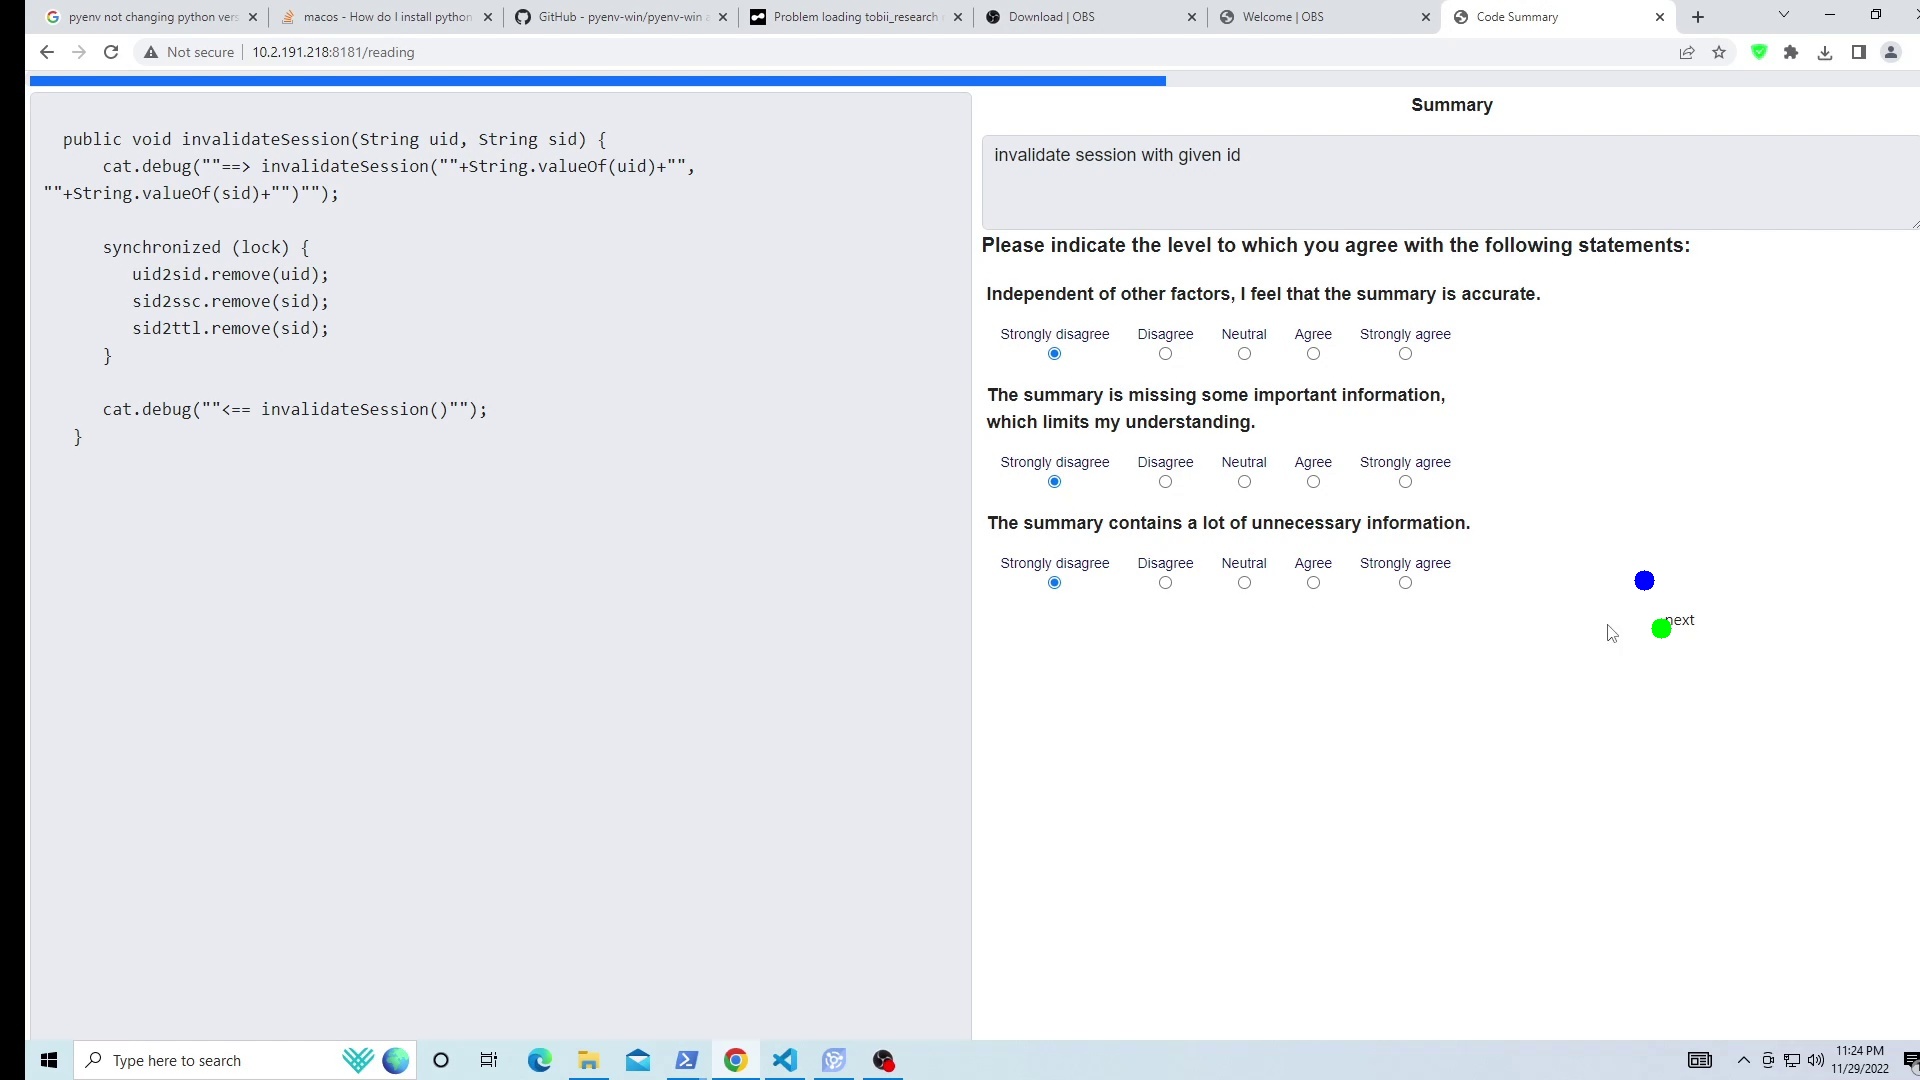 pyenv not changing python vers
macos - How do I install python
GitHub - pyenv-win/pyenv-win a
Problem loading tobii_research
Download | OBS
Welcome | OBS
Code Summary
Not secure
10.2.191.218:8181/reading
public void invalidateSession(String uid, String sid) {
cat.debug(""==> invalidateSession(""+String.valueOf(uid)+"",
""+String.valueOf(sid)+"")"");
synchronized (lock) {
uid2sid.remove(uid);
sid2ssc.remove(sid);
sid2ttl.remove(sid);
}
cat.debug(""<== invalidateSession()"");
}
Summary
invalidate session with given id
Please indicate the level to which you agree with the following statements:
Independent of other factors, I feel that the summary is accurate.
Strongly disagree Disagree Neutral Agree Strongly agree
The summary is missing some important information,
which limits my understanding.
Strongly disagree Disagree Neutral Agree Strongly agree
The summary contains a lot of unnecessary information.
Strongly disagree Disagree Neutral Agree Strongly agree
next
Type here to search
11:24 PM
11/29/2022